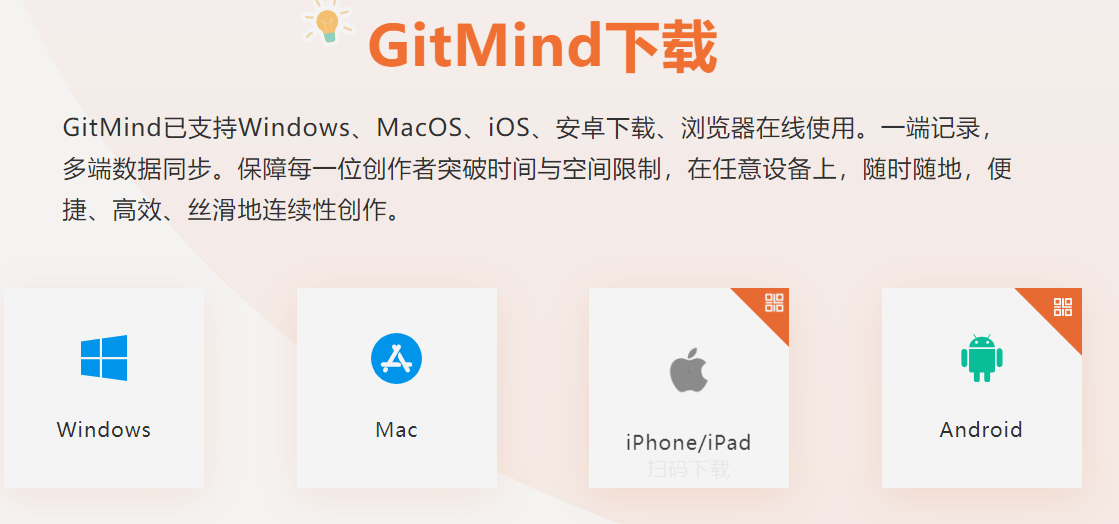 GitMind下载
GitMind已支持Windows、MacOS、iOS、安卓下载、浏览器在线使用。一端记录，
多端数据同步。保障每一位创作者突破时间与空间限制，在任意设备上，随时随地，便
捷、高效、丝滑地连续性创作。
Windows
Mac
iPhone/iPad
扫码下载
Android